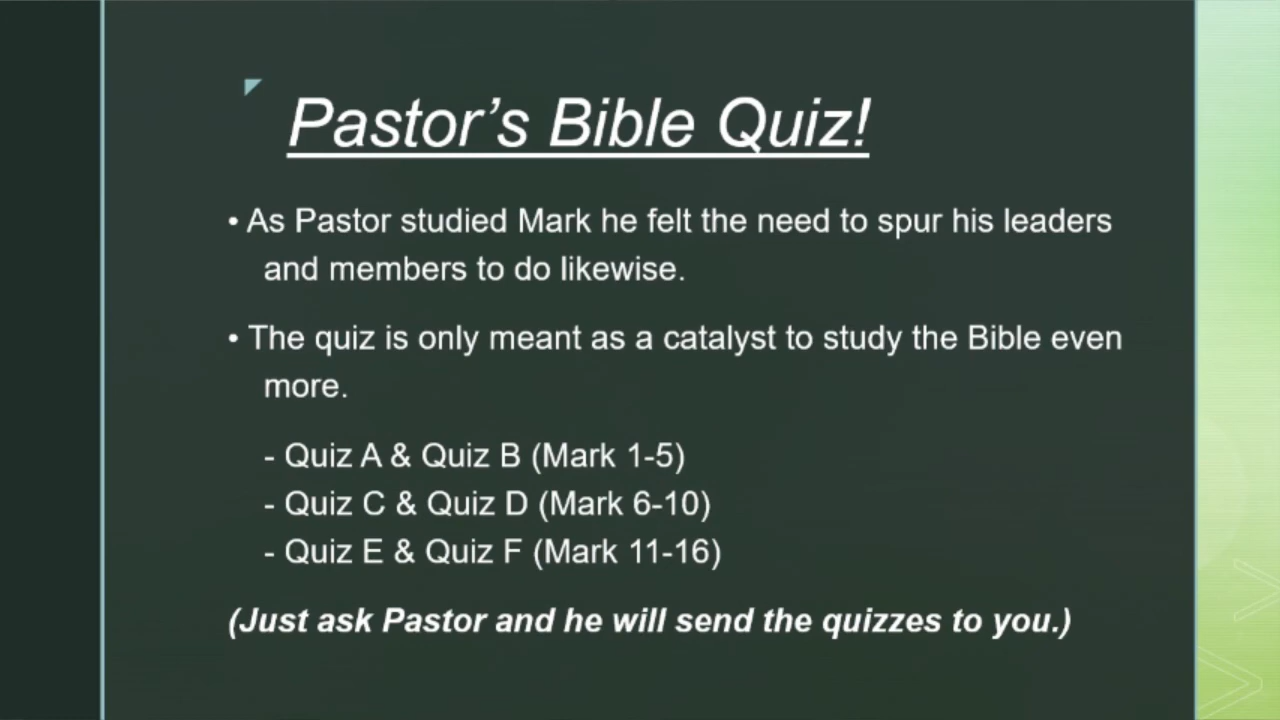 Pastor’s Bible Quiz!
• As Pastor studied Mark he felt the need to spur his leaders
and members to do likewise.
• The quiz is only meant as a catalyst to study the Bible even
more.
- Quiz A & Quiz B (Mark 1-5)
- Quiz C & Quiz D (Mark 6-10)
- Quiz E & Quiz F (Mark 11-16)
(Just ask Pastor and he will send the quizzes to you.)